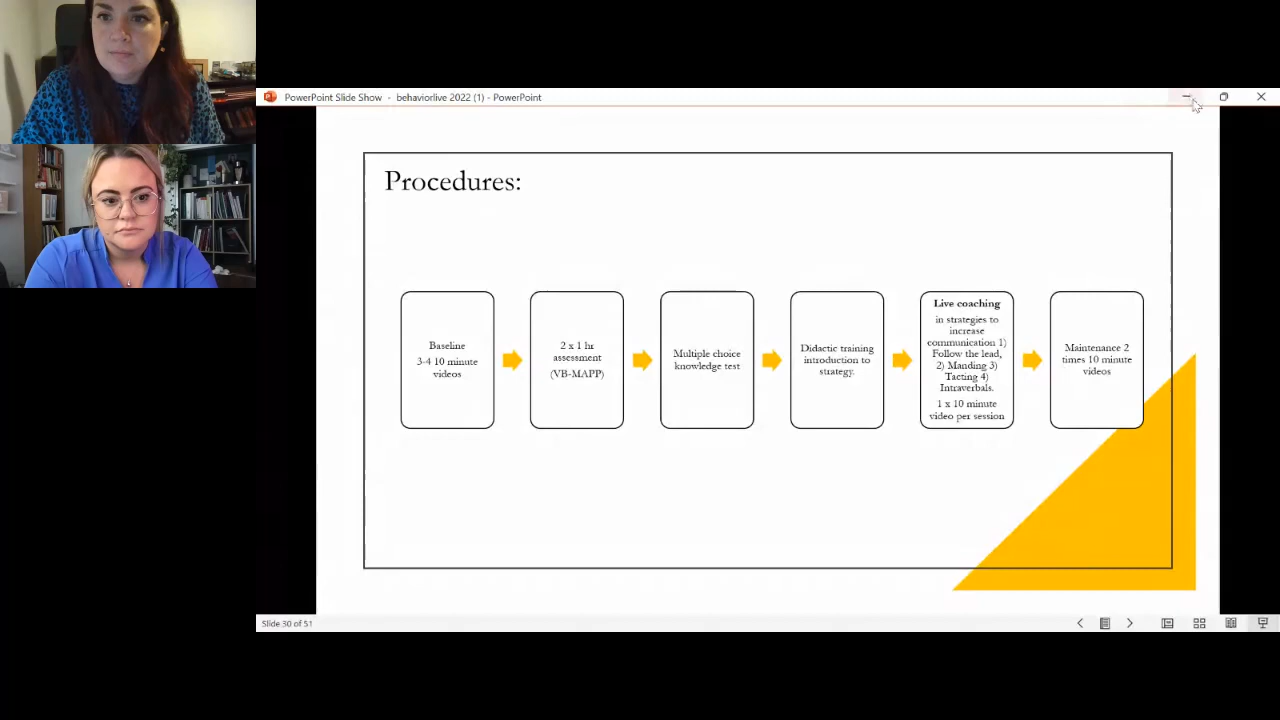 PowerPoint Slide Show - behaviorlive 2022 (1) - PowerPoint
Procedures:
Baseline
3-4 10 minute
videos
2 x 1 hr
assessment
(VB-MAPP)
Multiple choice
knowledge test
Didactic training
introduction to
strategy.
Live coaching
in strategies to
increase
communication 1)
Follow the lead,
2) Manding 3)
Tacting 4)
Intraverbals.
1 x 10 minute
video per session
Maintenance 2
times 10 minute
videos
Slide 30 of 51